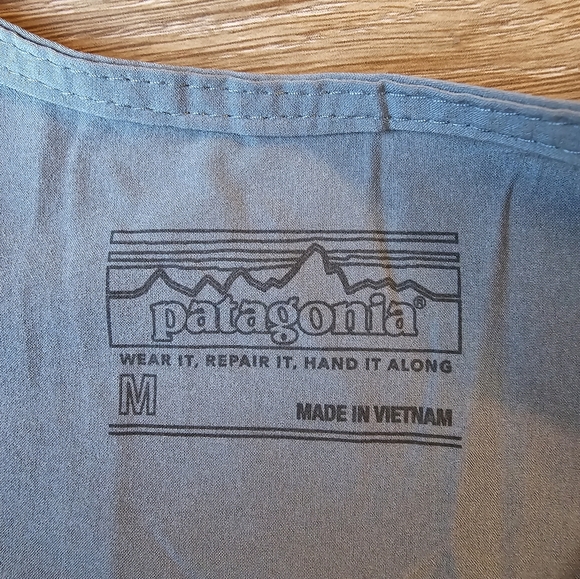 patagonia®
WEAR IT, REPAIR IT, HAND IT ALONG
M
MADE IN VIETNAM